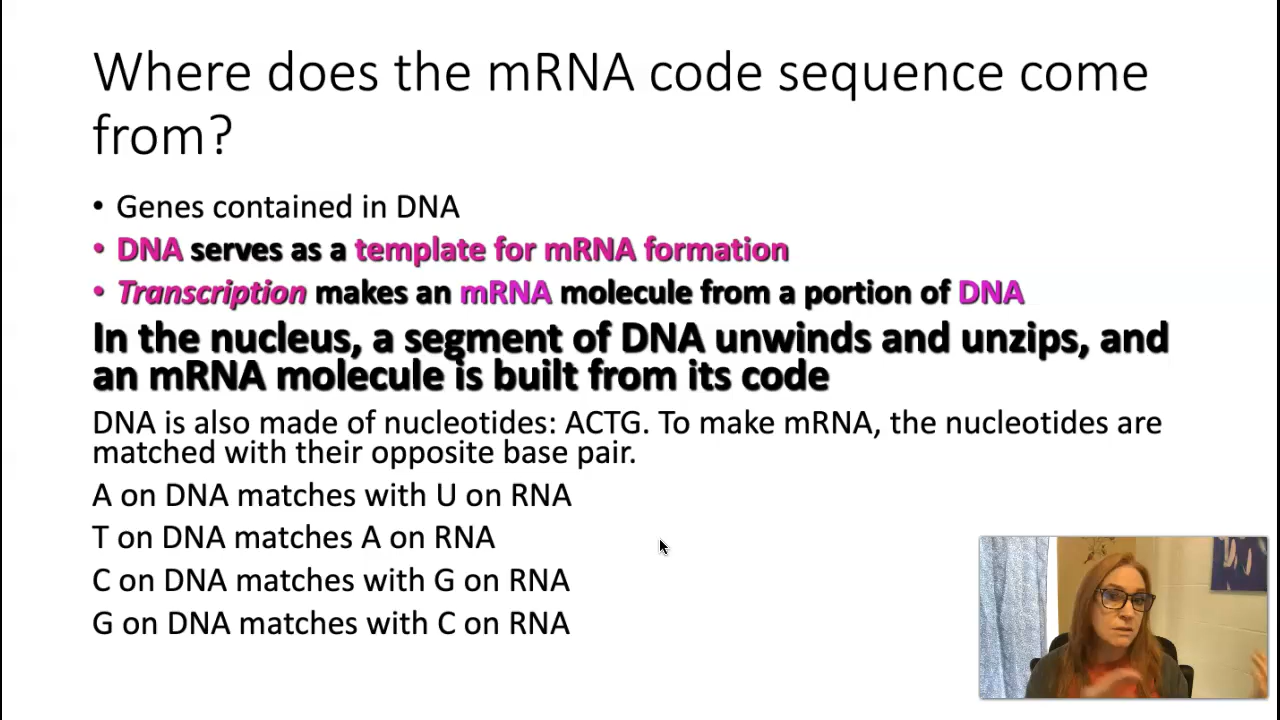 Where does the mRNA code sequence come
from?
• Genes contained in DNA
• DNA serves as a template for mRNA formation
• Transcription makes an mRNA molecule from a portion of DNA
In the nucleus, a segment of DNA unwinds and unzips, and
an mRNA molecule is built from its code
DNA is also made of nucleotides: ACTG. To make mRNA, the nucleotides are
matched with their opposite base pair.
A on DNA matches with U on RNA
T on DNA matches A on RNA
C on DNA matches with G on RNA
G on DNA matches with C on RNA